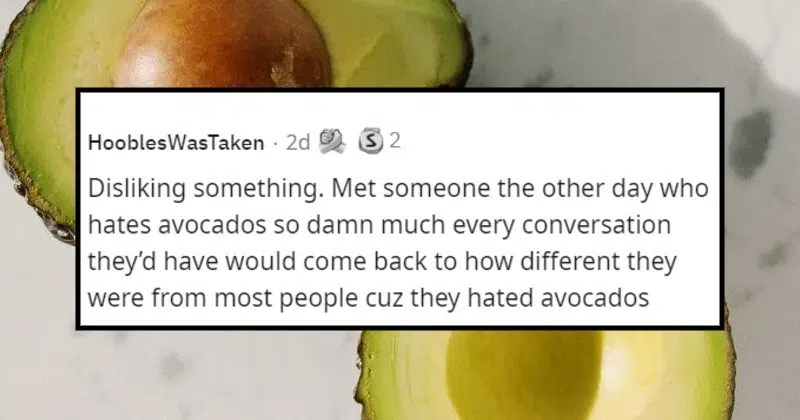 HooblesWasTaken · 2d 2
Disliking something. Met someone the other day who
hates avocados so damn much every conversation
they'd have would come back to how different they
were from most people cuz they hated avocados